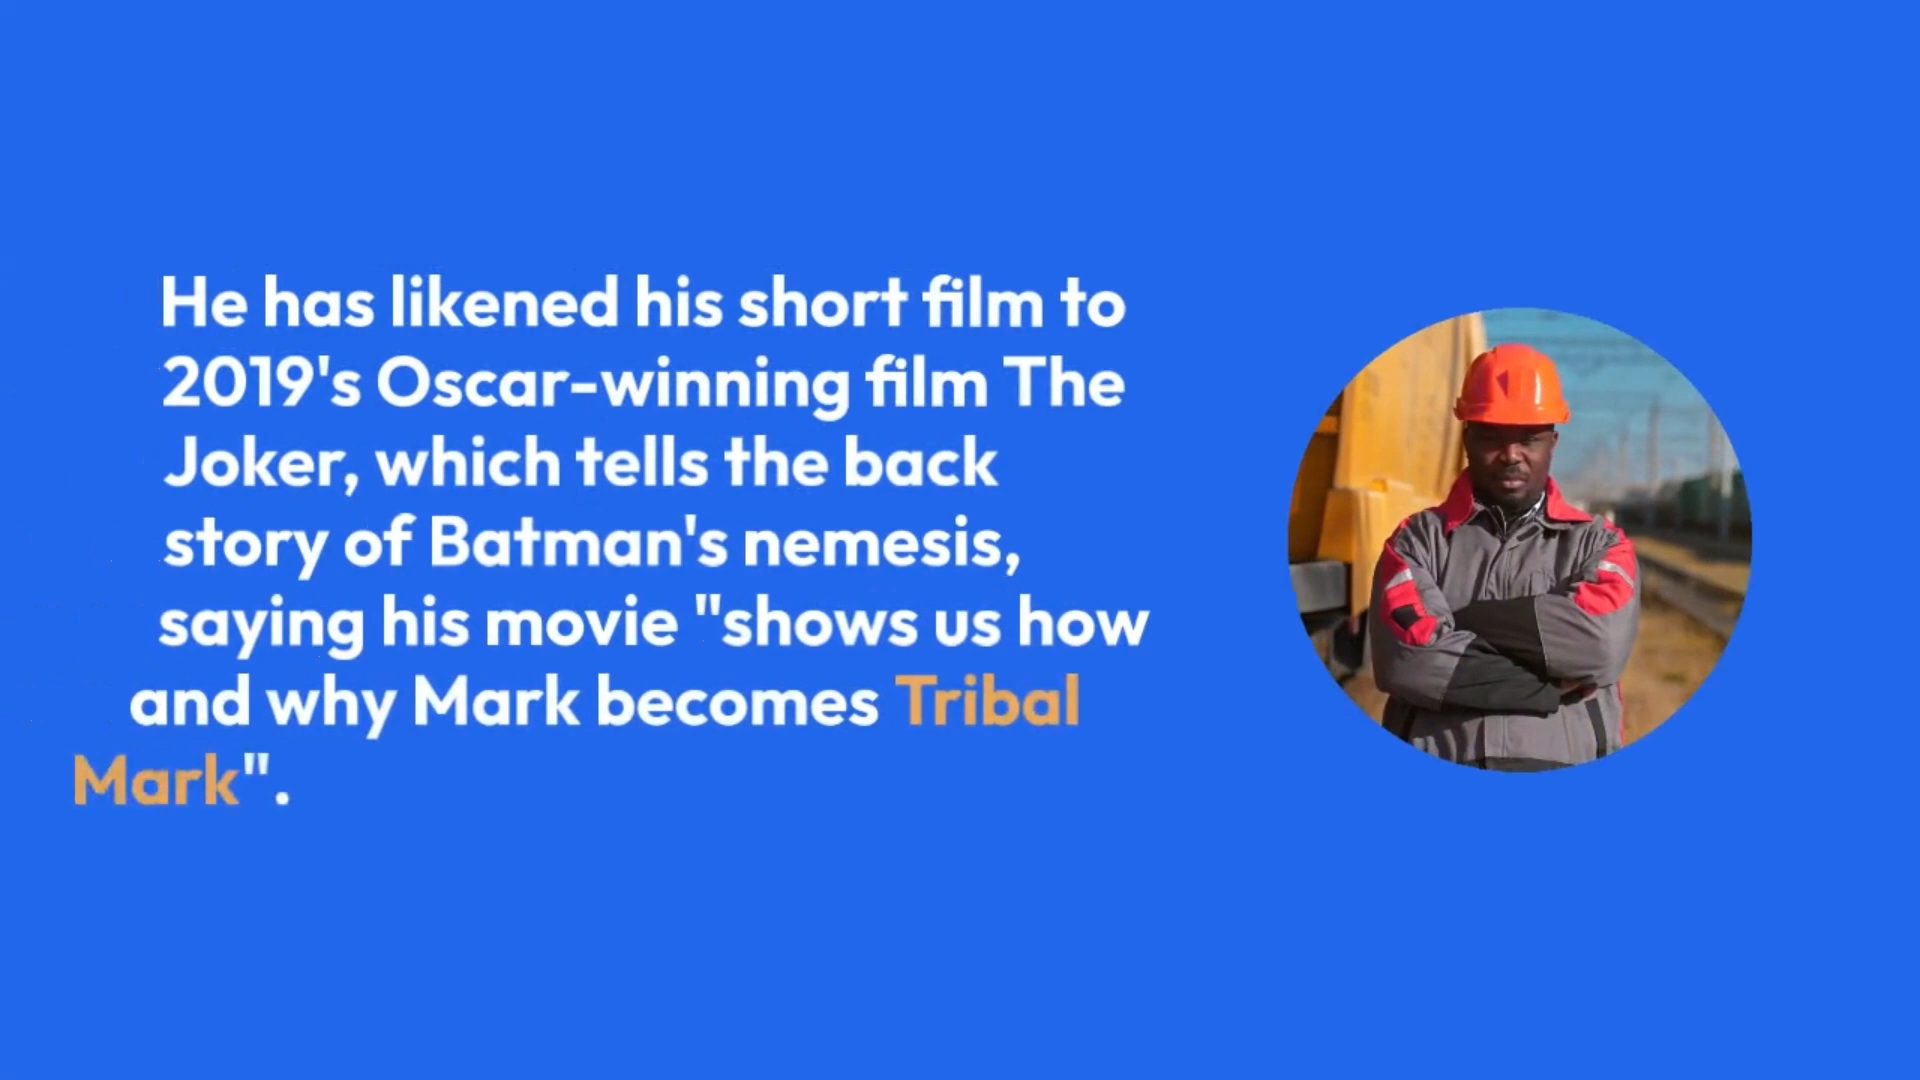 He has likened his short film to
2019's Oscar-winning film The
Joker, which tells the back
story of Batman's nemesis,
saying his movie "shows us how
and why Mark becomes Tribal
Mark".